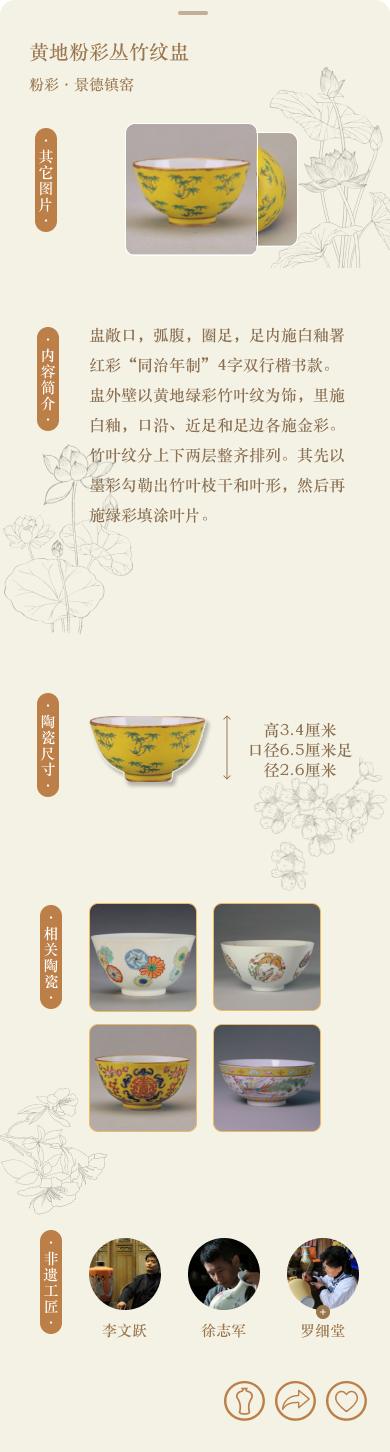 黄地粉彩丛竹纹盅
粉彩 · 景德镇窑
· 其它图片 ·
· 内容简介 ·
盅敞口，弧腹，圈足，足内施白釉署
红彩“同治年制”4字双行楷书款。
盅外壁以黄地绿彩竹叶纹为饰，里施
白釉，口沿、近足和足边各施金彩。
竹叶纹分上下两层整齐排列。其先以
墨彩勾勒出竹叶枝干和叶形，然后再
施绿彩填涂叶片。
· 陶瓷尺寸 ·
高3.4厘米
口径6.5厘米足
径2.6厘米
· 相关陶瓷 ·
· 非遗工匠 ·
李文跃
徐志军
罗细堂